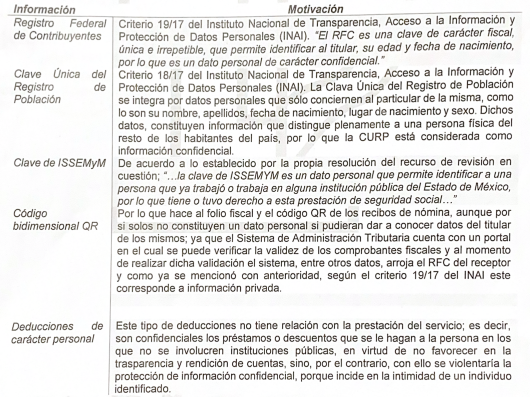 Información Motivación
Registro Federal de Contribuyentes
Criterio 19/17 del Instituto Nacional de Transparencia, Acceso a la Información y
Protección de Datos Personales (INAI). "El RFC es una clave de carácter fiscal,
única e irrepetible, que permite identificar al titular, su edad y fecha de nacimiento,
por lo que es un dato personal de carácter confidencial."
Clave Única del
Registro de
Población
Criterio 18/17 del Instituto Nacional de Transparencia, Acceso a la Información y
Protección de Datos Personales (INAI). La Clave Única del Registro de Población
se integra por datos personales que sólo conciernen al particular de la misma, como
lo son su nombre, apellidos, fecha de nacimiento, lugar de nacimiento y sexo. Dichos
datos, constituyen información que distingue plenamente a una persona física del
resto de los habitantes del país, por lo que la CURP está considerada como
información confidencial.
Clave de ISSEMyM
De acuerdo a lo establecido por la propia resolución del recurso de revisión en
cuestión; "…la clave de ISSEMYM es un dato personal que permite identificar a una
persona que ya trabajó o trabaja en alguna institución pública del Estado de México,
por lo que tiene o tuvo derecho a esta prestación de seguridad social…"
Código
bidimensional QR
Por lo que hace al folio fiscal y el código QR de los recibos de nómina, aunque por
si solos no constituyen un dato personal si pudieran dar a conocer datos del titular
de los mismos; ya que el Sistema de Administración Tributaria cuenta con un portal
en el cual se puede verificar la validez de los comprobantes fiscales y al momento
de realizar dicha validación el sistema, entre otros datos, arroja el RFC del receptor
y como ya se mencionó con anterioridad, según el criterio 19/17 del INAI este
corresponde a información privada.
Deducciones de
carácter personal
Este tipo de deducciones no tiene relación con la prestación del servicio; es decir,
son confidenciales los préstamos o descuentos que se le hagan a la persona en los
que no se involucren instituciones públicas, en virtud de no favorecer en la
trasparencia y rendición de cuentas, sino, por el contrario, con ello se violentaría la
protección de información confidencial, porque incide en la intimidad de un individuo
identificado.